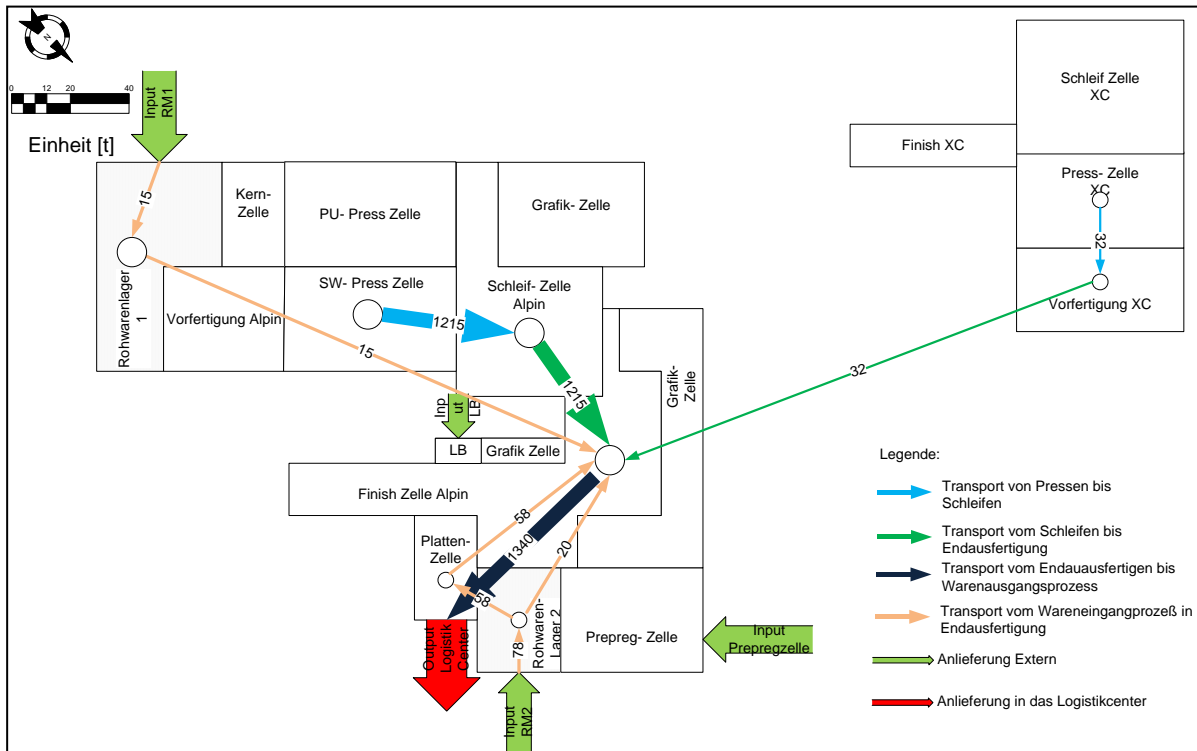 N
0 12 20 40
Input
RM1
Einheit [t]
Schleif Zelle
XC
Finish XC
Press- Zelle
XC
32
Vorfertigung XC
15
Kern-
Zelle
PU- Press Zelle
Grafik- Zelle
Rohwarenlager
1
Vorfertigung Alpin
SW- Press Zelle
1215
Schleif- Zelle
Alpin
15
1215
32
Grafik-
Zelle
Inp
ut
LB
LB
Grafik Zelle
Finish Zelle Alpin
58
Platten-
Zelle
1340
20
58
Output
Logistik
Center
78
Rohwaren-
Lager 2
Prepreg- Zelle
Input
Prepregzelle
Input
RM2
Legende:
Transport von Pressen bis
Schleifen
Transport vom Schleifen bis
Endausfertigung
Transport vom Endauausfertigen bis
Warenausgangsprozess
Transport vom Wareneingangprozeß in
Endausfertigung
Anlieferung Extern
Anlieferung in das Logistikcenter